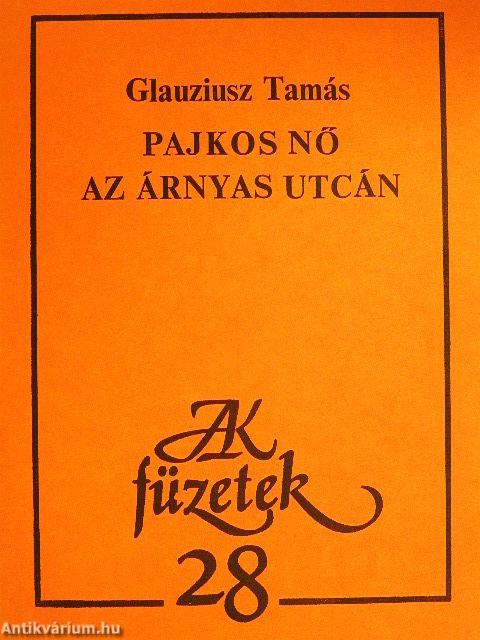 Glauziusz Tamás
PAJKOS NŐ
AZ ÁRNYAS UTCÁN
AK
füzetek
28
Antikvárium.hu